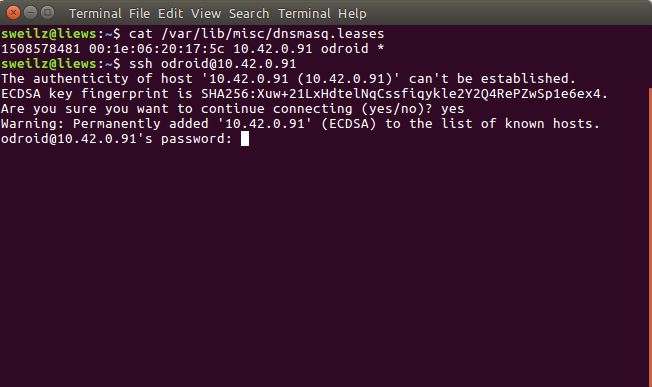 Terminal File Edit View Search Terminal Help
sweilz@liews:~$ cat /var/lib/misc/dnsmasq.leases
1508578481 00:1e:06:20:17:5c 10.42.0.91 odroid *
sweilz@liews:~$ ssh odroid@10.42.0.91
The authenticity of host '10.42.0.91 (10.42.0.91)' can't be established.
ECDSA key fingerprint is SHA256:Xuw+21LxHdtelNqCssfiqykle2Y2Q4RePZwSp1e6ex4.
Are you sure you want to continue connecting (yes/no)? yes
Warning: Permanently added '10.42.0.91' (ECDSA) to the list of known hosts.
odroid@10.42.0.91's password: